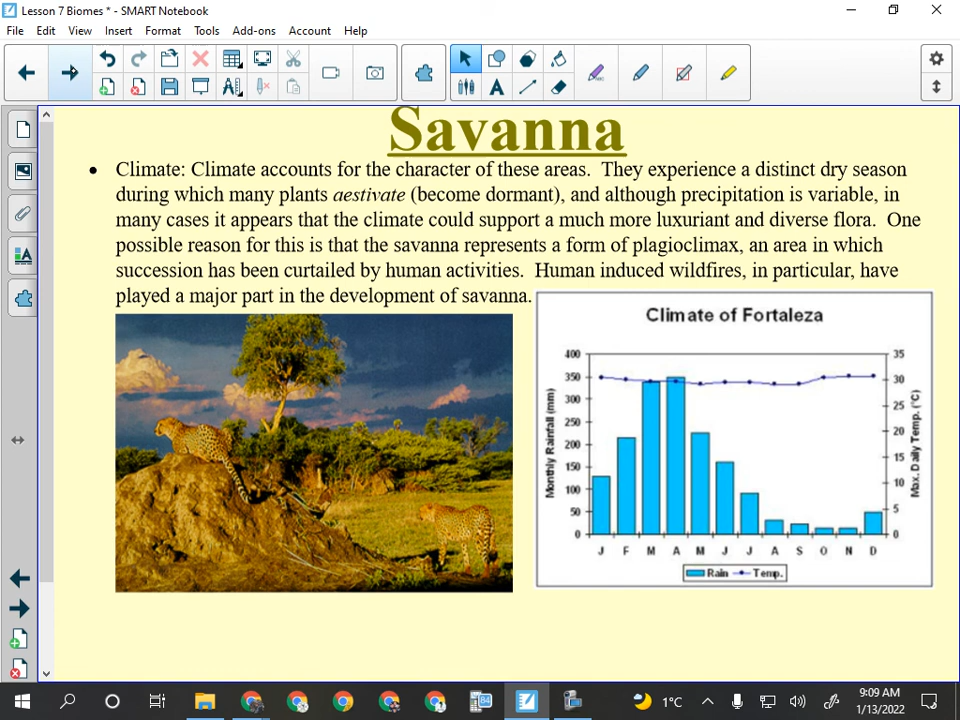 Lesson 7 Biomes * - SMART Notebook
File Edit View Insert Format Tools Add-ons Account Help
Savanna
• Climate: Climate accounts for the character of these areas. They experience a distinct dry season
during which many plants aestivate (become dormant), and although precipitation is variable, in
many cases it appears that the climate could support a much more luxuriant and diverse flora. One
possible reason for this is that the savanna represents a form of plagioclimax, an area in which
succession has been curtailed by human activities. Human induced wildfires, in particular, have
played a major part in the development of savanna.
Climate of Fortaleza
Monthly Rainfall (mm)
400
350
300
250
200
150
100
50
0
35
30
25
20
15
10
5
0
Max. Daily Temp. (°C)
J F M A M J J A S O N D
Rain Temp.
1°C
9:09 AM
1/13/2022